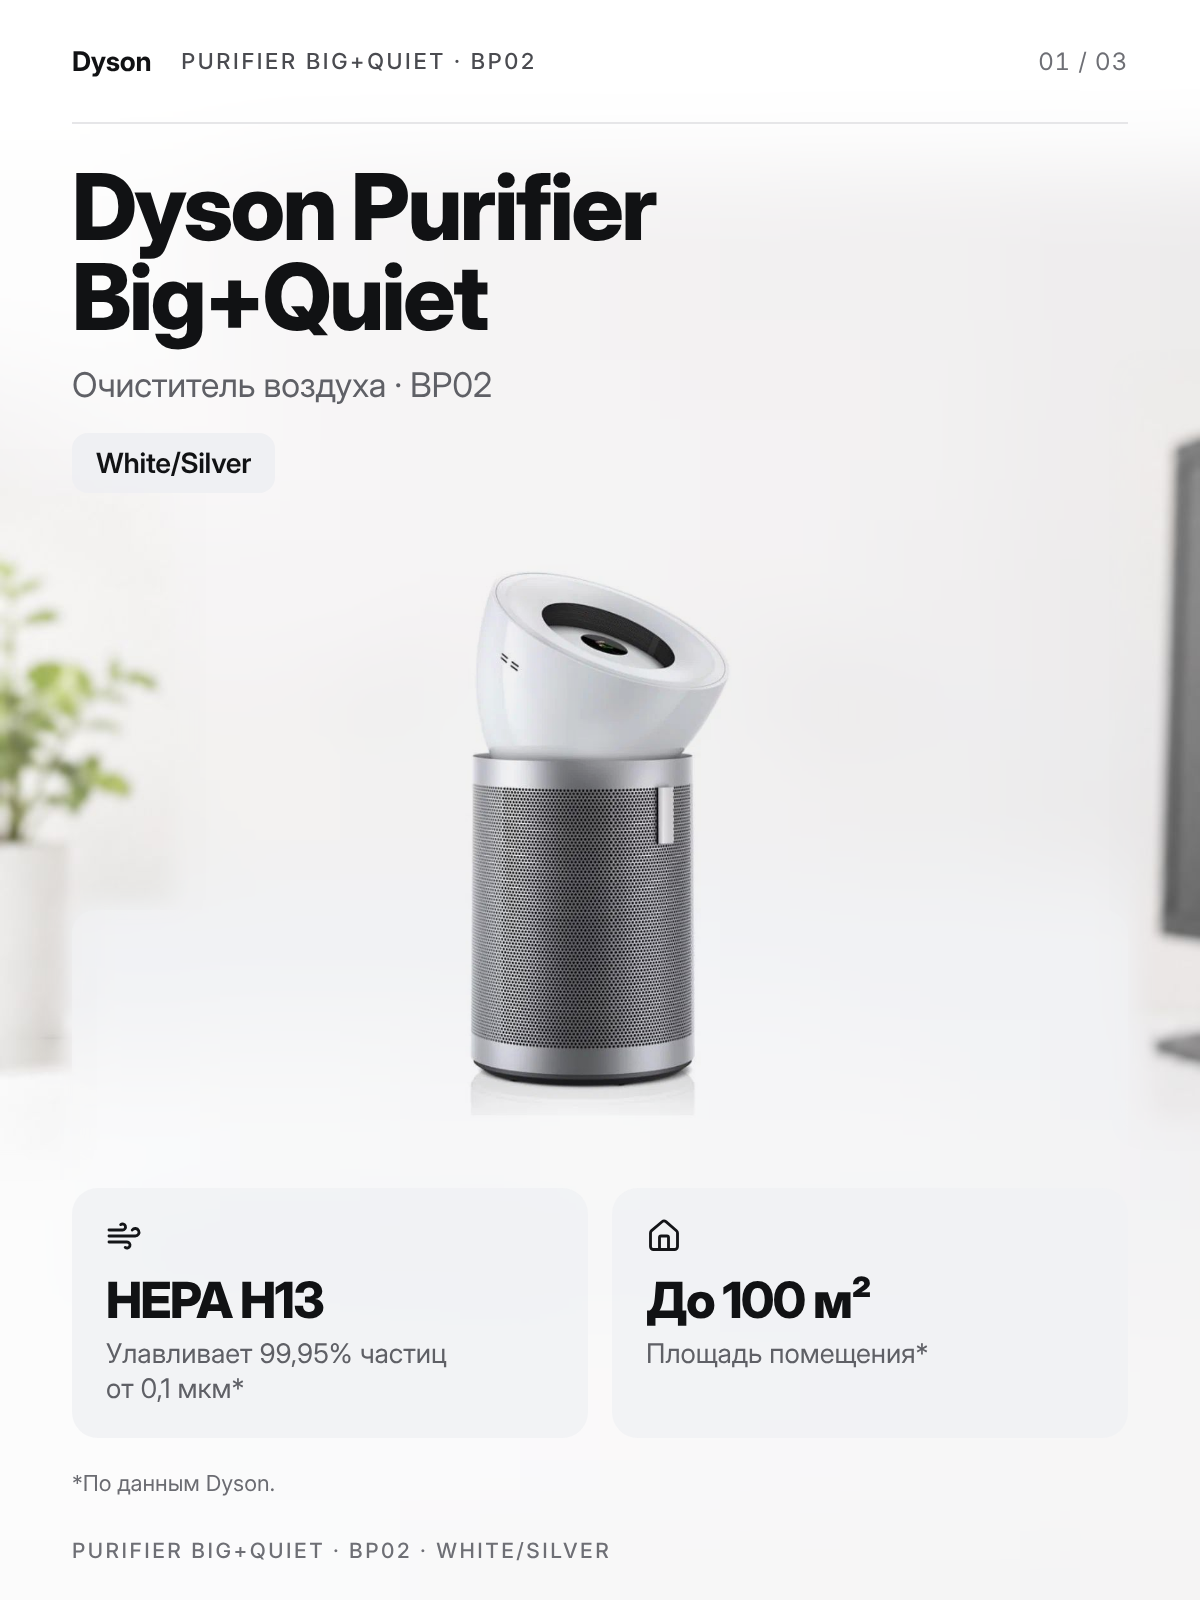 Dyson PURIFIER BIG+QUIET · BP02 01 / 03
Dyson Purifier
Big+Quiet
Очиститель воздуха · BP02
White/Silver
HEPA H13
Улавливает 99,95% частиц
от 0,1 мкм*
До 100 м²
Площадь помещения*
*По данным Dyson.
PURIFIER BIG+QUIET · BP02 · WHITE/SILVER